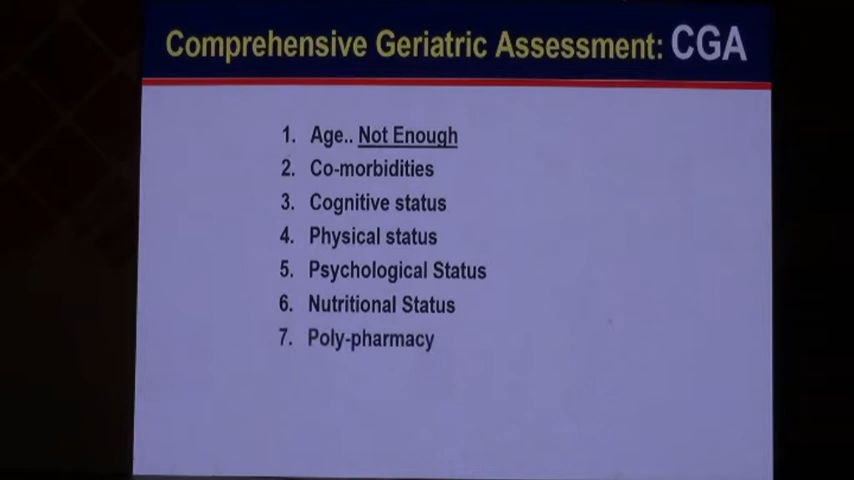 Comprehensive Geriatric Assessment: CGA
1. Age.. Not Enough
2. Co-morbidities
3. Cognitive status
4. Physical status
5. Psychological Status
6. Nutritional Status
7. Poly-pharmacy